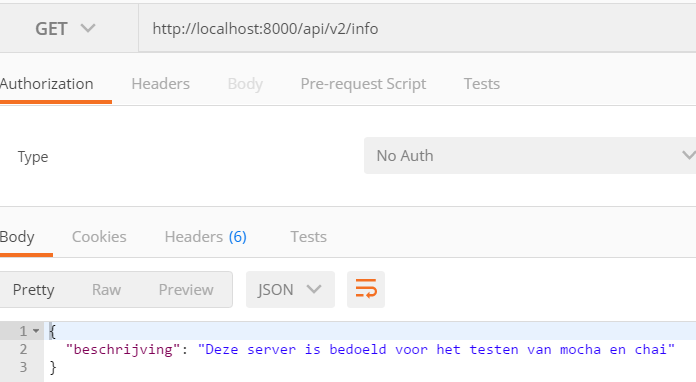 GET http://localhost:8000/api/v2/info
Authorization Headers Body Pre-request Script Tests
Type No Auth
Body Cookies Headers (6) Tests
Pretty Raw Preview JSON
1 {
2 "beschrijving": "Deze server is bedoeld voor het testen van mocha en chai"
3 }